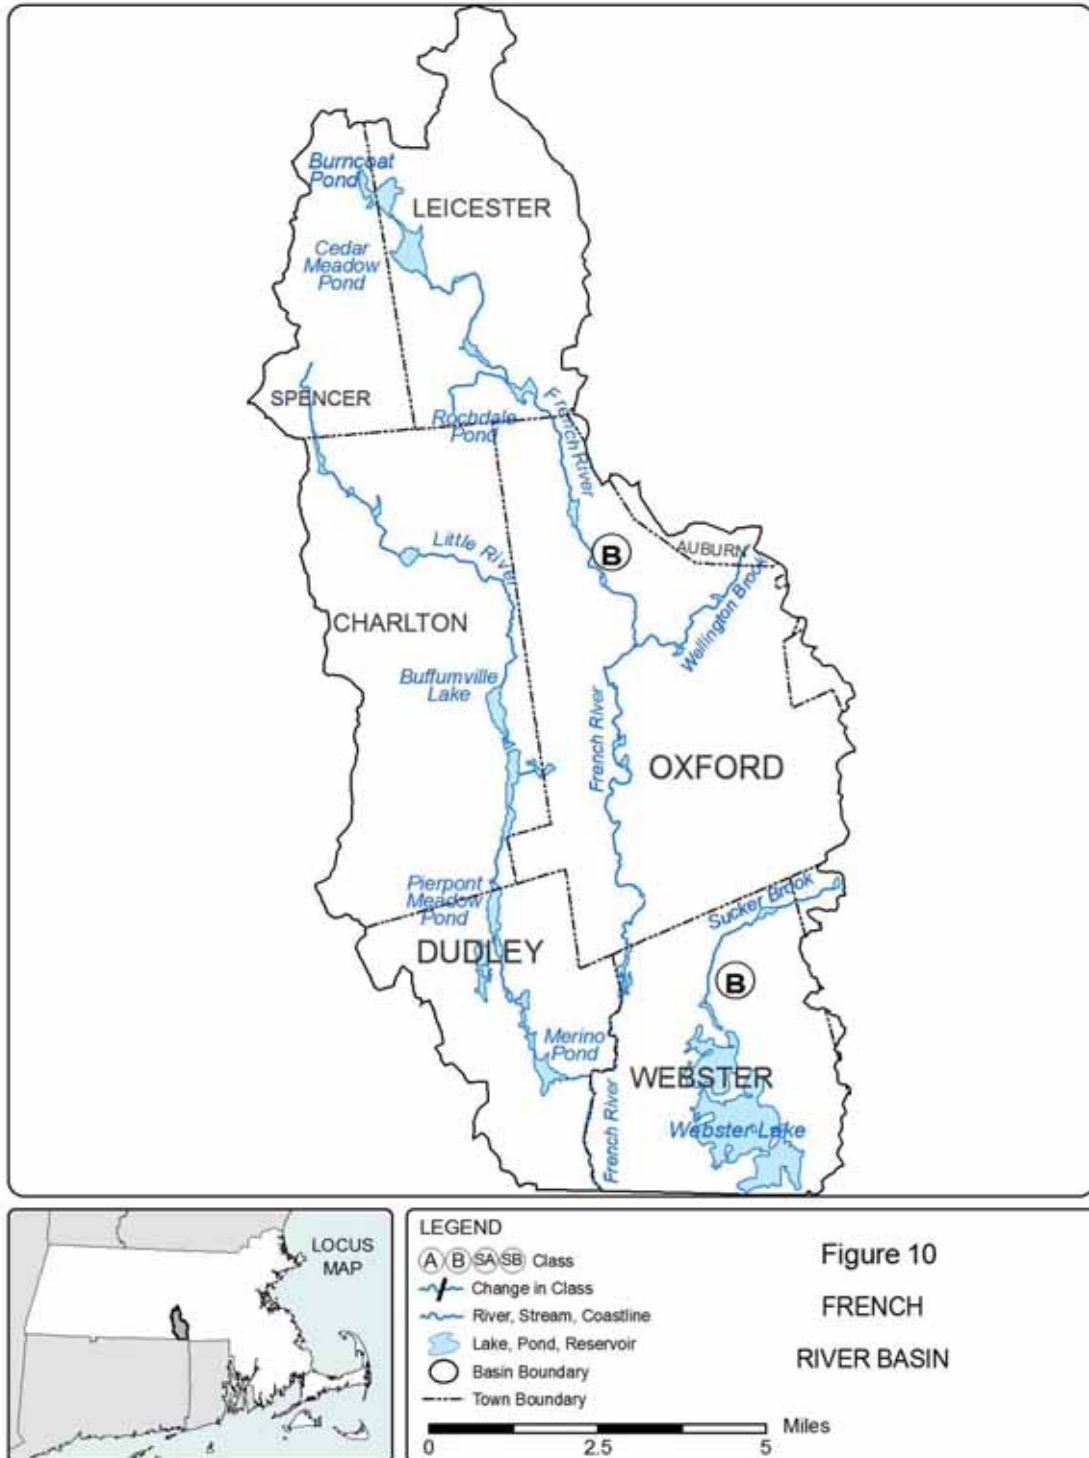 Burncoat
Pond
LEICESTER
Cedar
Meadow
Pond
SPENCER
Rochdale
Pond
French River
B
AUBURN
Little River
Wellington Brook
CHARLTON
Buffumville
Lake
French River
OXFORD
Pierpont
Meadow
Pond
Sucker Brook
DUDLEY
B
Merino
Pond
WEBSTER
French River
Webster Lake
LOCUS
MAP
LEGEND
A B SA SB Class
Change in Class
River, Stream, Coastline
Lake, Pond, Reservoir
Basin Boundary
Town Boundary
Miles
0 2.5 5
Figure 10
FRENCH
RIVER BASIN